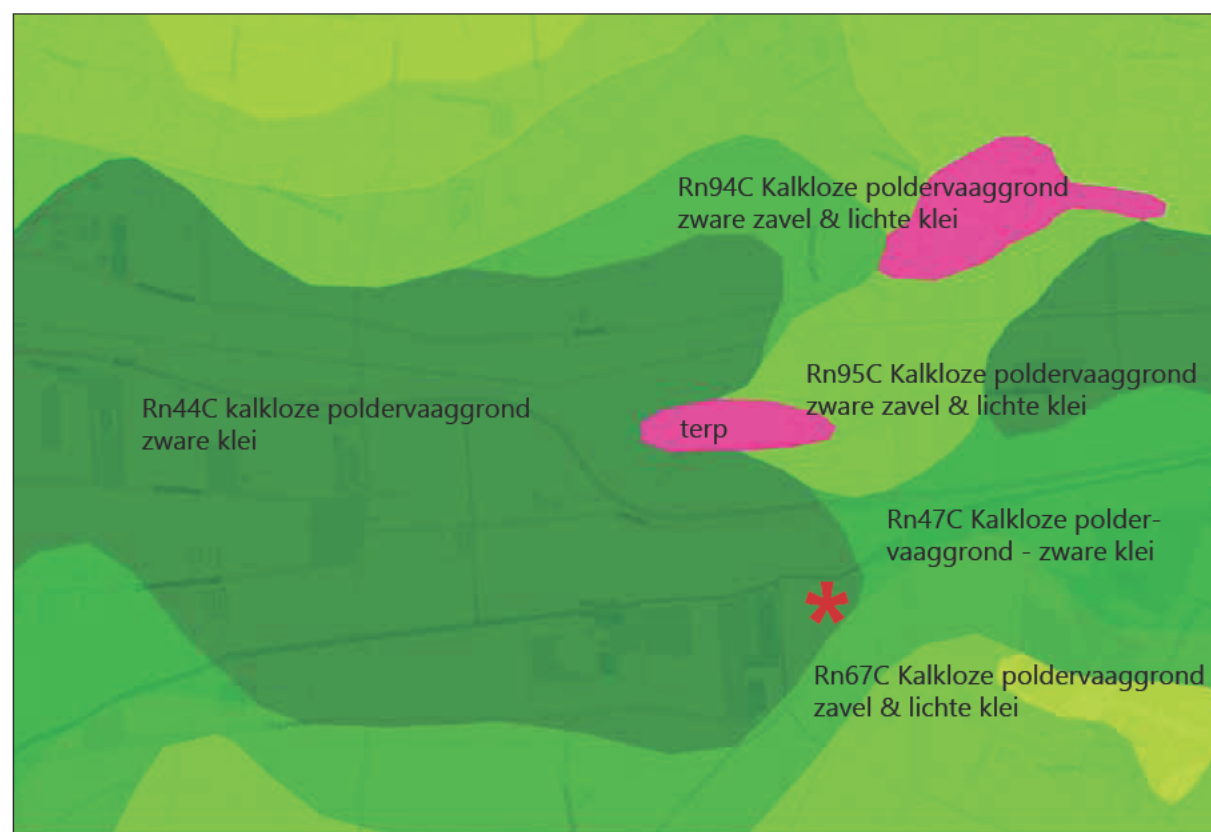 Rn94C Kalkloze poldervaaggrond
zware zavel & lichte klei
Rn95C Kalkloze poldervaaggrond
zware zavel & lichte klei
Rn44C kalkloze poldervaaggrond
zware klei
terp
Rn47C Kalkloze polder-
vaaggrond - zware klei
*
Rn67C Kalkloze poldervaaggrond
zavel & lichte klei